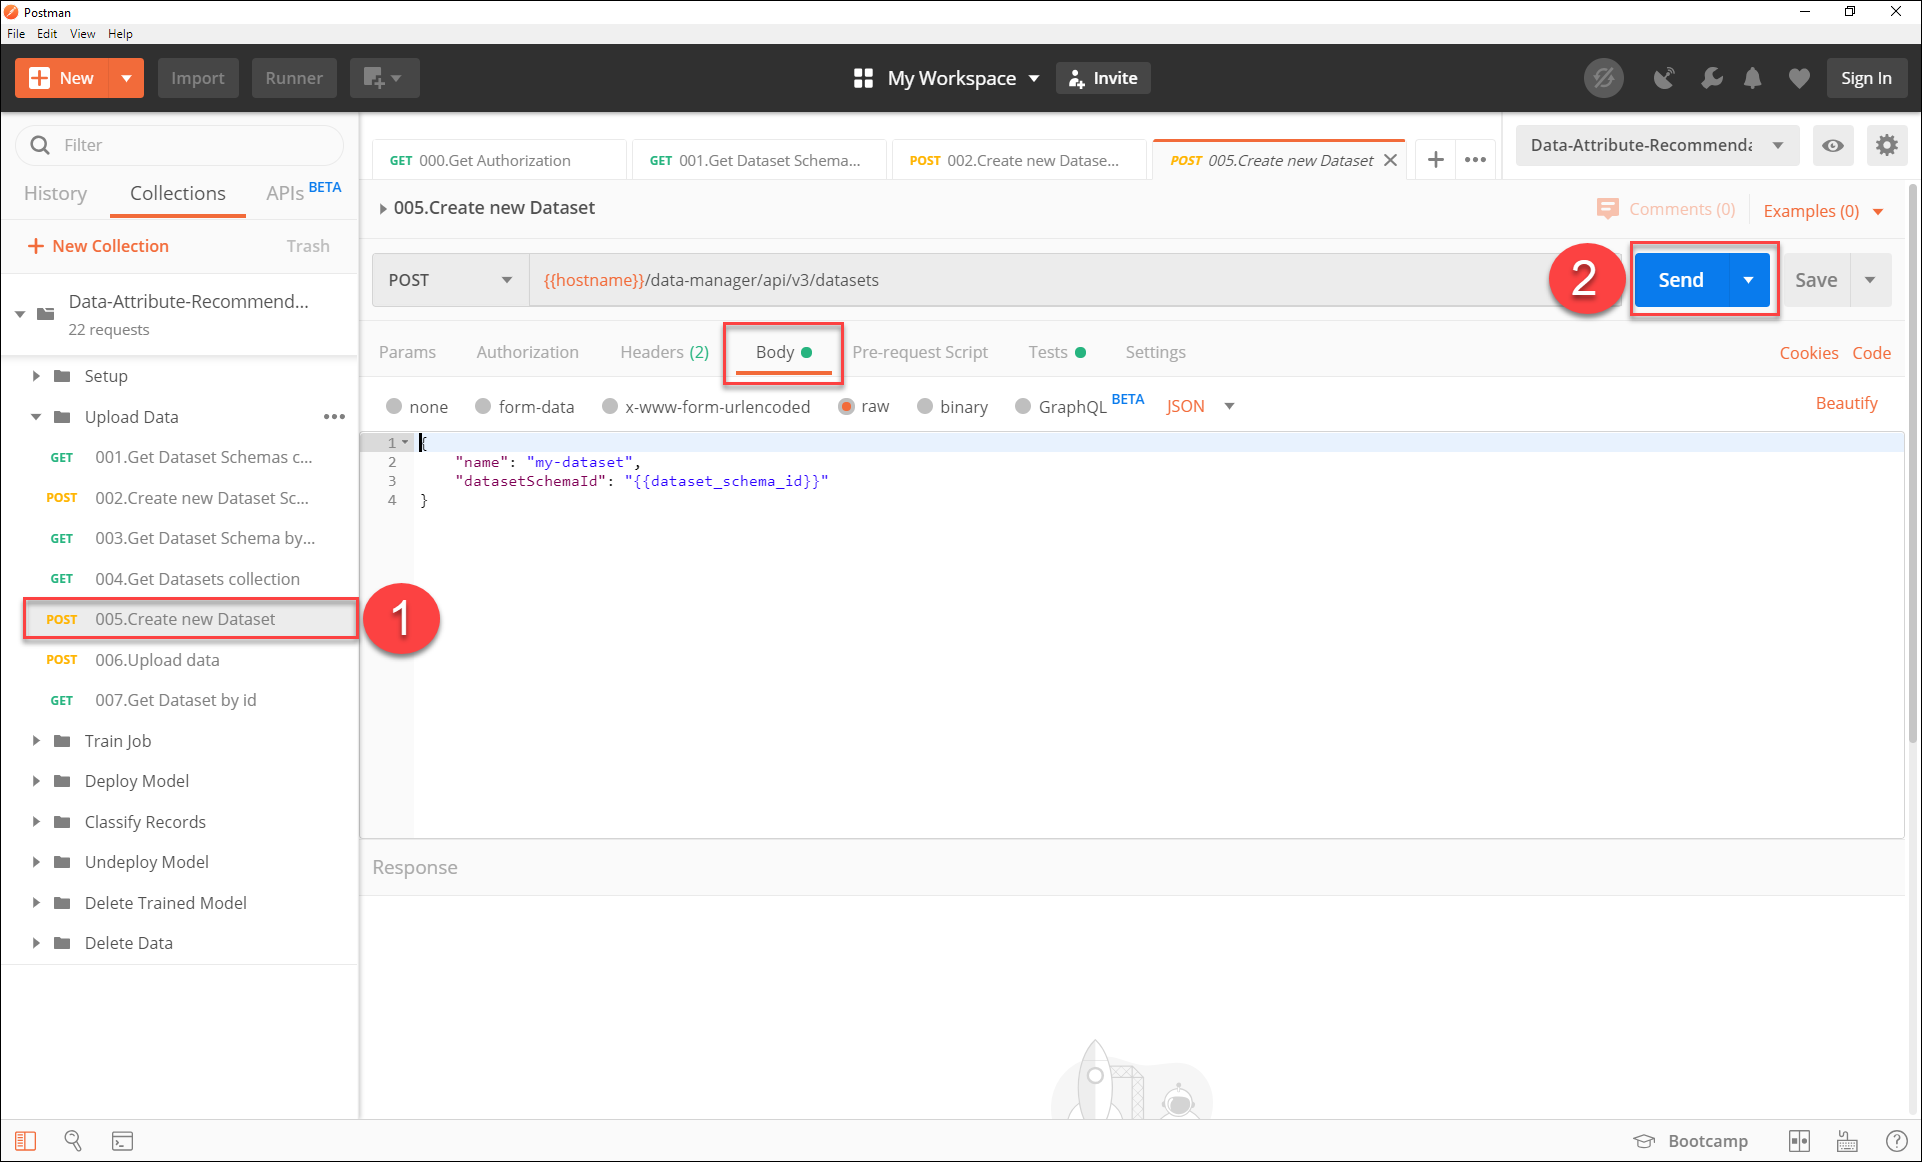 Postman
File Edit View Help
New Import Runner My Workspace Invite Sign In
Filter
History Collections APIs BETA
New Collection Trash
Data-Attribute-Recommend...
22 requests
Setup
Upload Data
GET 001.Get Dataset Schemas c...
POST 002.Create new Dataset Sc...
GET 003.Get Dataset Schema by...
GET 004.Get Datasets collection
POST 005.Create new Dataset
1
POST 006.Upload data
GET 007.Get Dataset by id
Train Job
Deploy Model
Classify Records
Undeploy Model
Delete Trained Model
Delete Data
GET 000.Get Authorization GET 001.Get Dataset Schema... POST 002.Create new Datase... POST 005.Create new Dataset Data-Attribute-Recommenda
005.Create new Dataset Comments (0) Examples (0)
POST {{hostname}}/data-manager/api/v3/datasets 2 Send Save
Params Authorization Headers (2) Body Pre-request Script Tests Settings Cookies Code
none form-data x-www-form-urlencoded raw binary GraphQL BETA JSON Beautify
1 {
2 "name": "my-dataset",
3 "datasetSchemaId": "{{dataset_schema_id}}"
4 }
Response
Bootcamp